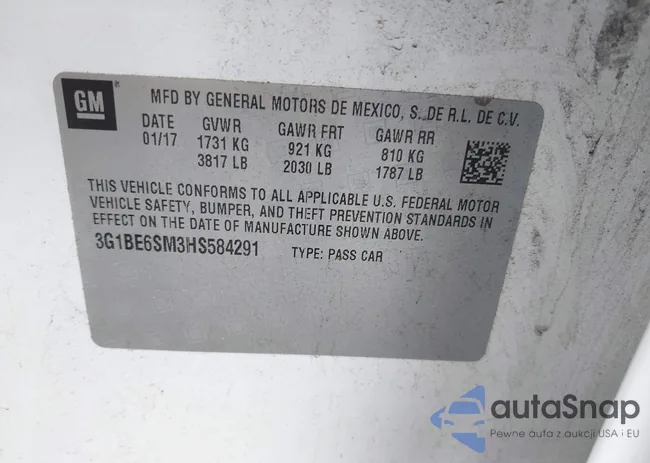 GM
MFD BY GENERAL MOTORS DE MEXICO, S. DE R.L. DE C.V.
DATE GVWR GAWR FRT GAWR RR
01/17 1731 KG 921 KG 810 KG
3817 LB 2030 LB 1787 LB
THIS VEHICLE CONFORMS TO ALL APPLICABLE U.S. FEDERAL MOTOR
VEHICLE SAFETY, BUMPER, AND THEFT PREVENTION STANDARDS IN
EFFECT ON THE DATE OF MANUFACTURE SHOWN ABOVE.
3G1BE6SM3HS584291 TYPE: PASS CAR
autaSnap
Pewne auta z aukcji USA i EU